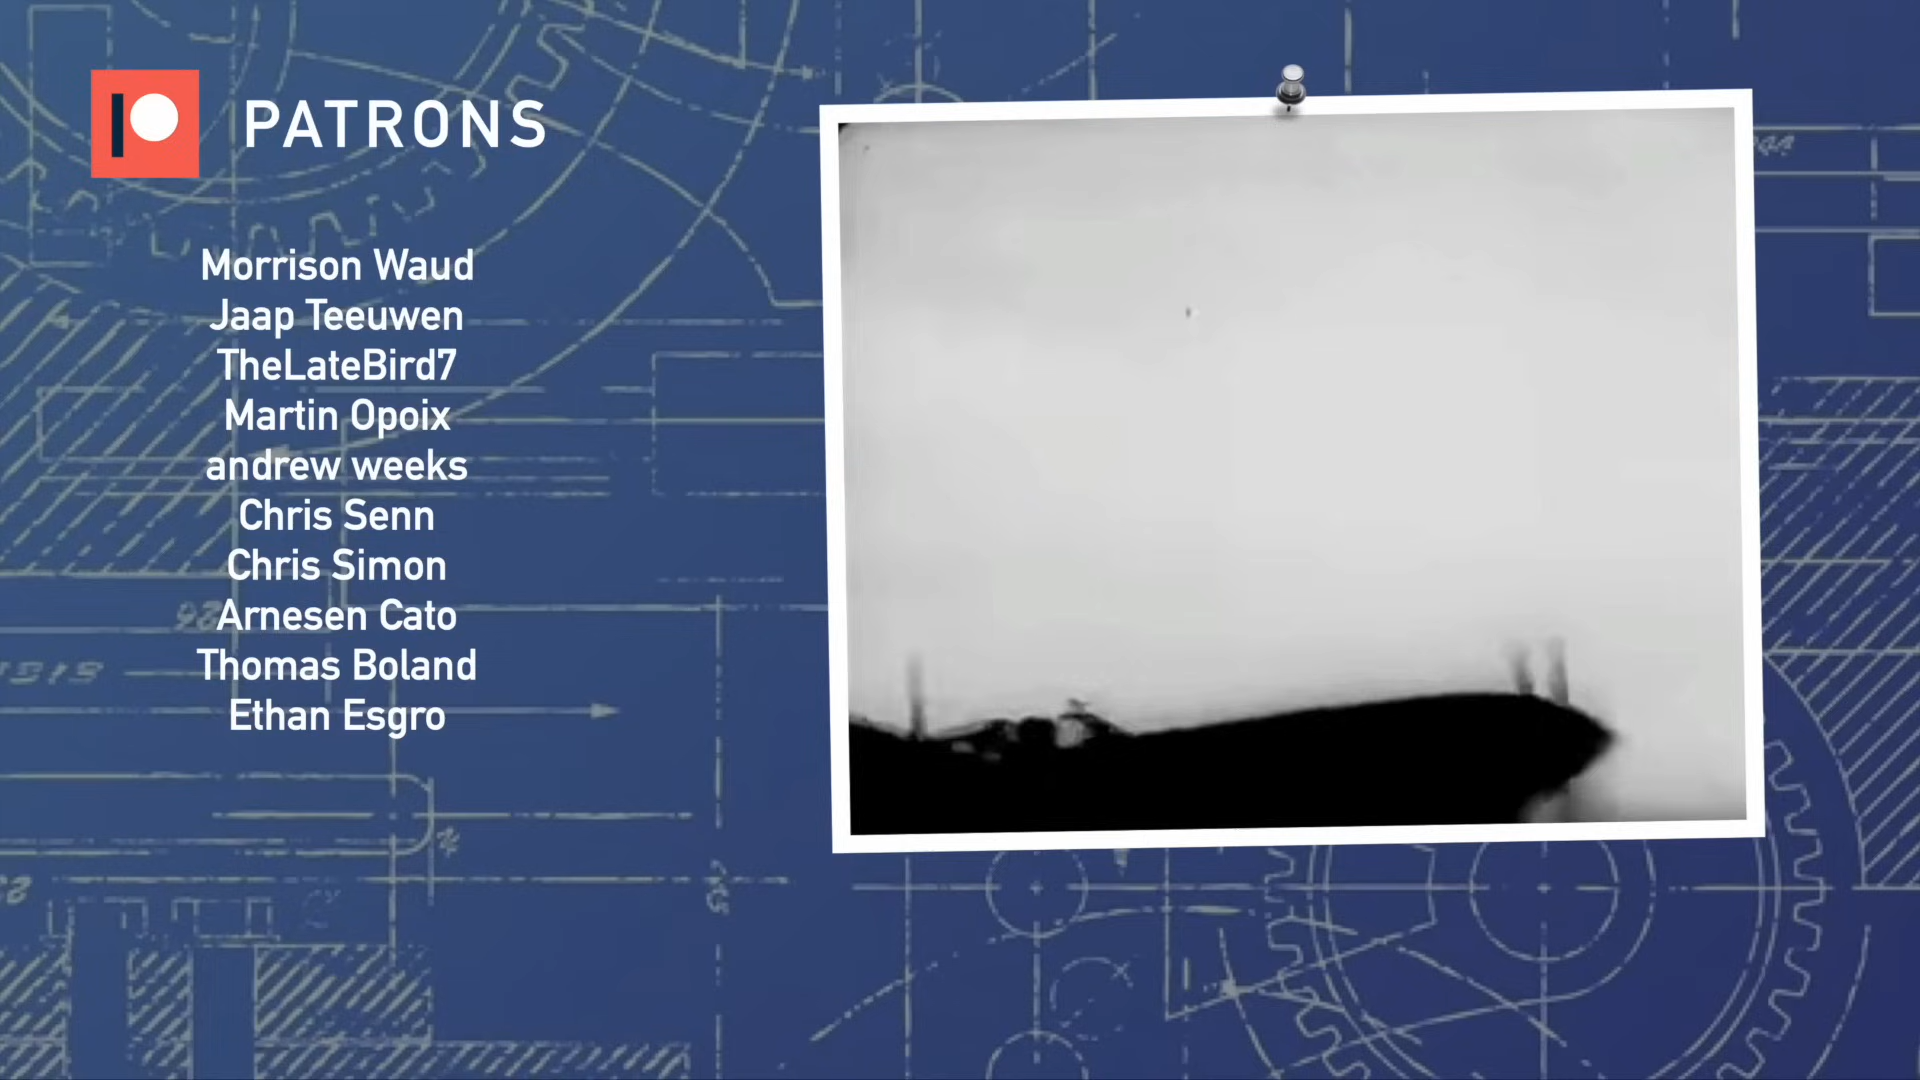 PATRONS
Morrison Waud
Jaap Teeuwen
TheLateBird7
Martin Opoix
andrew weeks
Chris Senn
Chris Simon
Arnesen Cato
Thomas Boland
Ethan Esgro